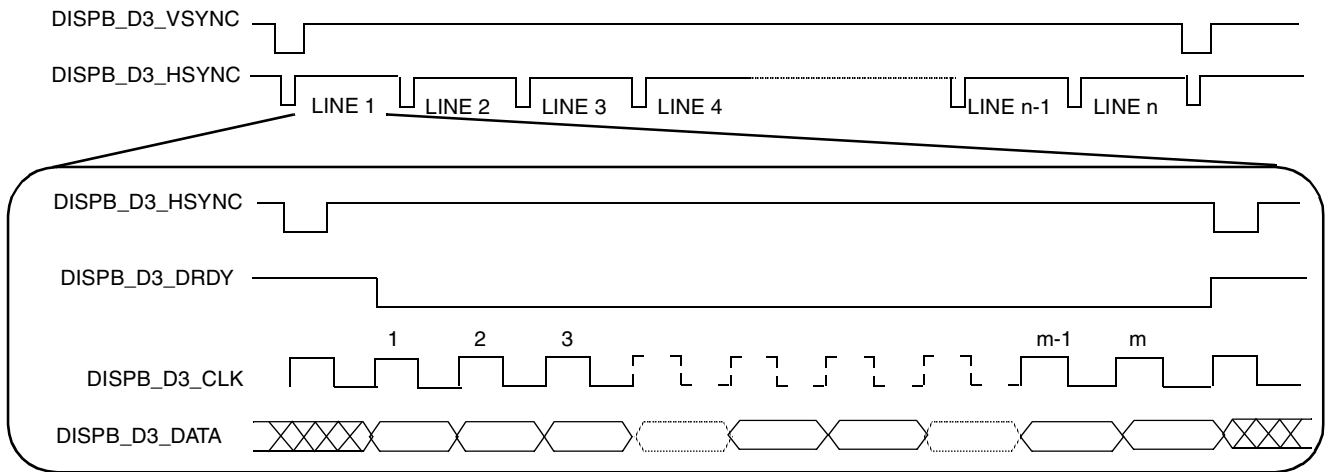 DISPB_D3_VSYNC
DISPB_D3_HSYNC
LINE 1 LINE 2 LINE 3 LINE 4 LINE n-1 LINE n
DISPB_D3_HSYNC
DISPB_D3_DRDY
1 2 3 m-1 m
DISPB_D3_CLK
DISPB_D3_DATA